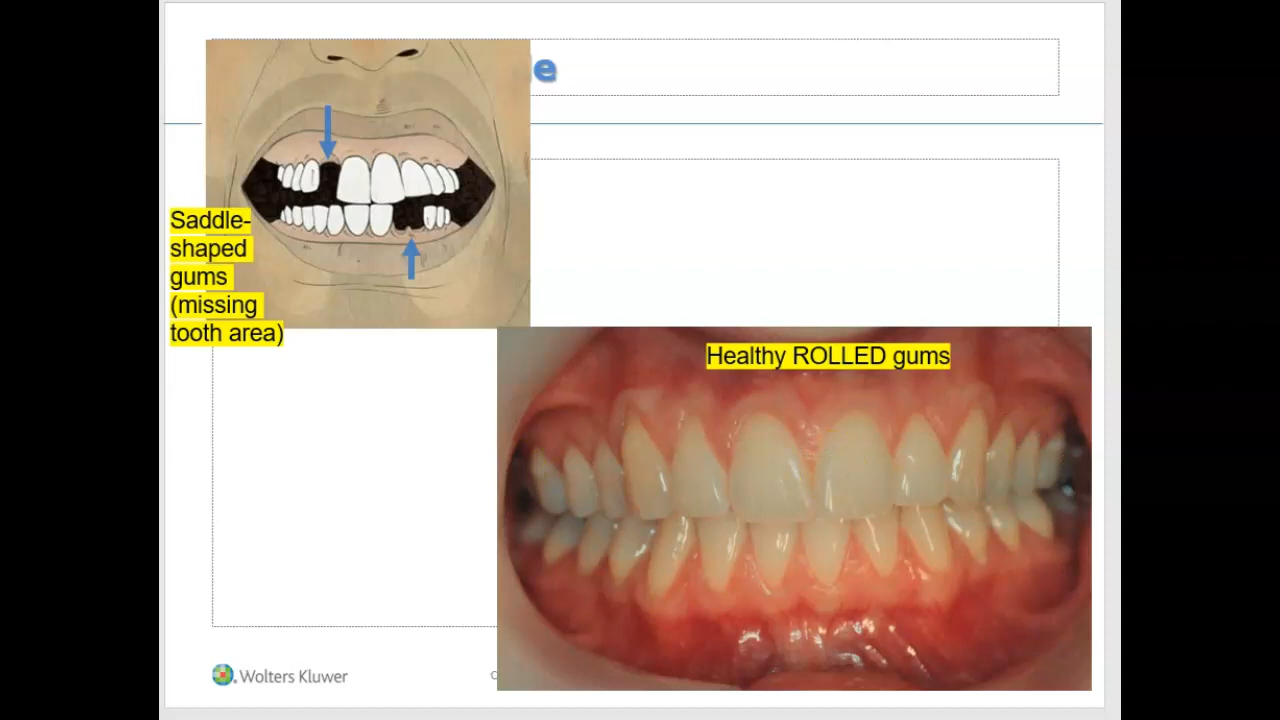 Saddle-
shaped
gums
(missing
tooth area)
Healthy ROLLED gums
Wolters Kluwer